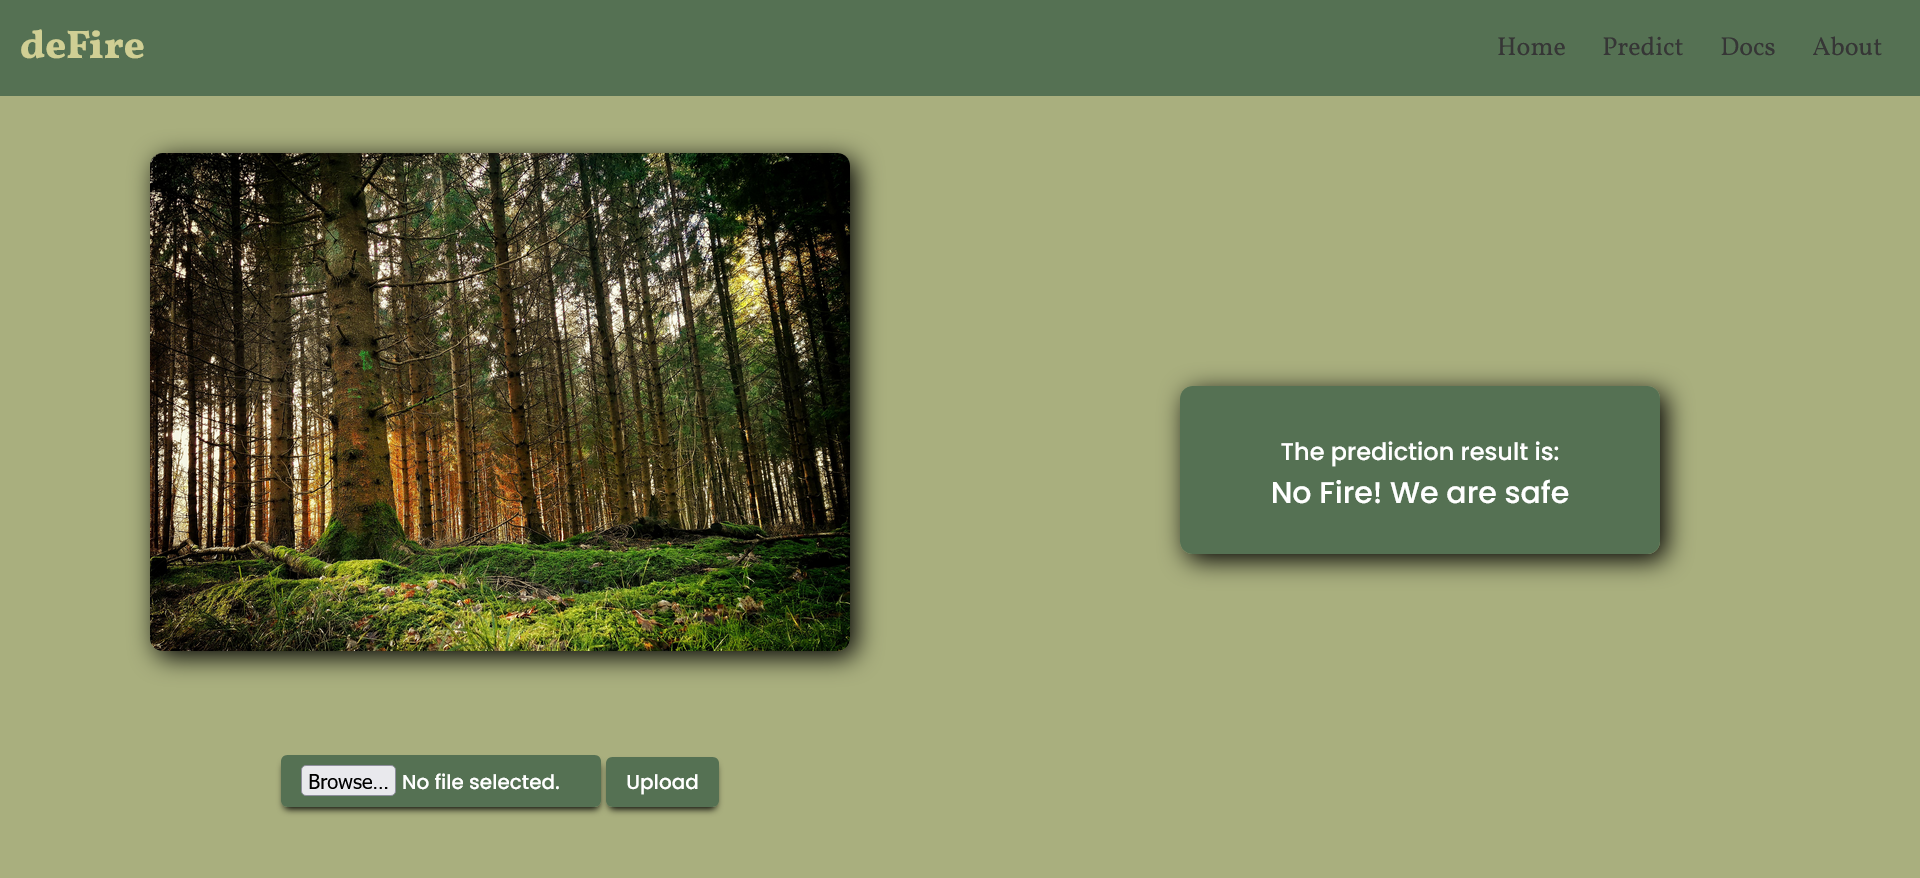 deFire
Home Predict Docs About
The prediction result is:
No Fire! We are safe
Browse... No file selected. Upload